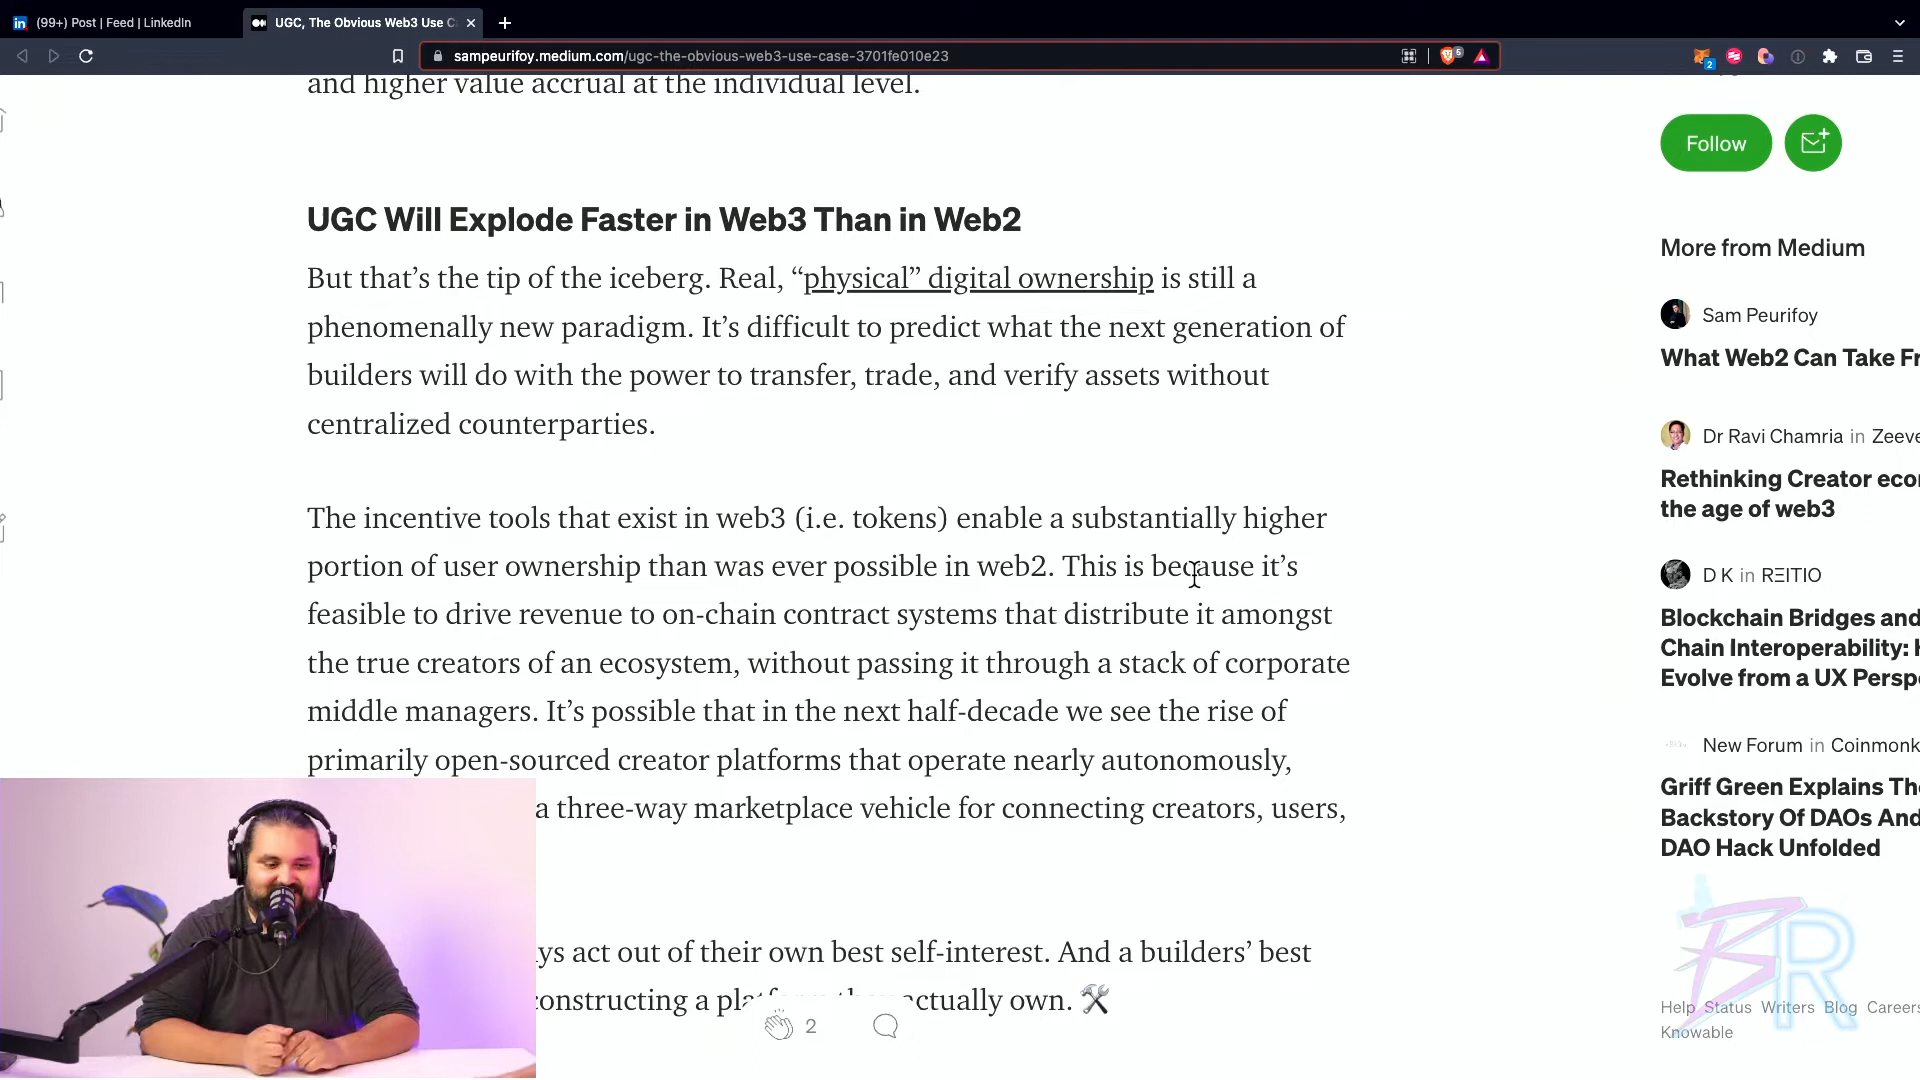 (99+) Post | Feed | LinkedIn
UGC, The Obvious Web3 Use C
sampeurifoy.medium.com/ugc-the-obvious-web3-use-case-3701fe010e23
5
2
and higher value accrual at the individual level.
UGC Will Explode Faster in Web3 Than in Web2
But that’s the tip of the iceberg. Real, “physical” digital ownership is still a
phenomenally new paradigm. It’s difficult to predict what the next generation of
builders will do with the power to transfer, trade, and verify assets without
centralized counterparties.
The incentive tools that exist in web3 (i.e. tokens) enable a substantially higher
portion of user ownership than was ever possible in web2. This is because it’s
feasible to drive revenue to on-chain contract systems that distribute it amongst
the true creators of an ecosystem, without passing it through a stack of corporate
middle managers. It’s possible that in the next half-decade we see the rise of
primarily open-sourced creator platforms that operate nearly autonomously,
a three-way marketplace vehicle for connecting creators, users,
ys act out of their own best self-interest. And a builders’ best
constructing a actually own. 🛠
2
Follow
More from Medium
Sam Peurifoy
What Web2 Can Take Fr
Dr Ravi Chamria in Zeeve
Rethinking Creator eco
the age of web3
D K in RΞITIO
Blockchain Bridges and
Chain Interoperability: H
Evolve from a UX Perspe
New Forum in Coinmonk
Griff Green Explains The
Backstory Of DAOs And
DAO Hack Unfolded
BR
Help Status Writers Blog Careers
Knowable